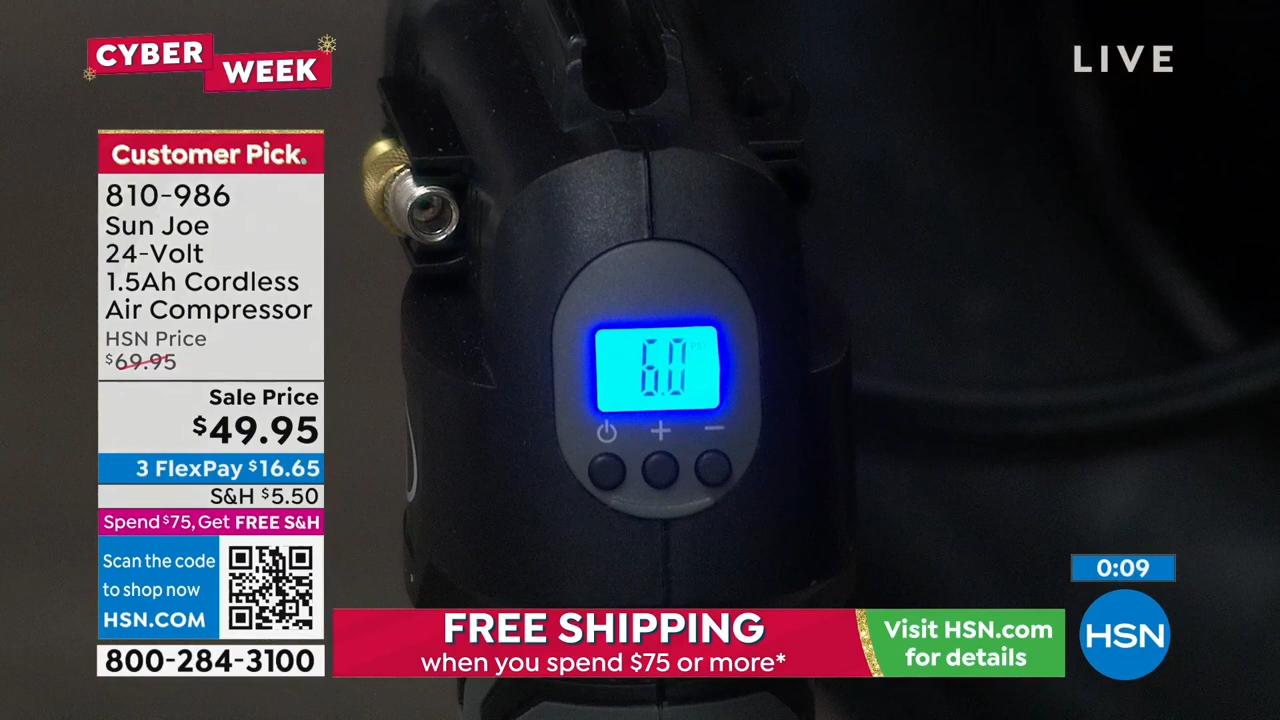 CYBER
WEEK
LIVE
Customer Pick.
810-986
Sun Joe
24-Volt
1.5Ah Cordless
Air Compressor
HSN Price
$69.95
Sale Price
$49.95
3 FlexPay $16.65
S&H $5.50
Spend $75, Get FREE S&H
Scan the code
to shop now
HSN.COM
800-284-3100
6.0 PSI
FREE SHIPPING
when you spend $75 or more*
Visit HSN.com
for details
0:09
HSN